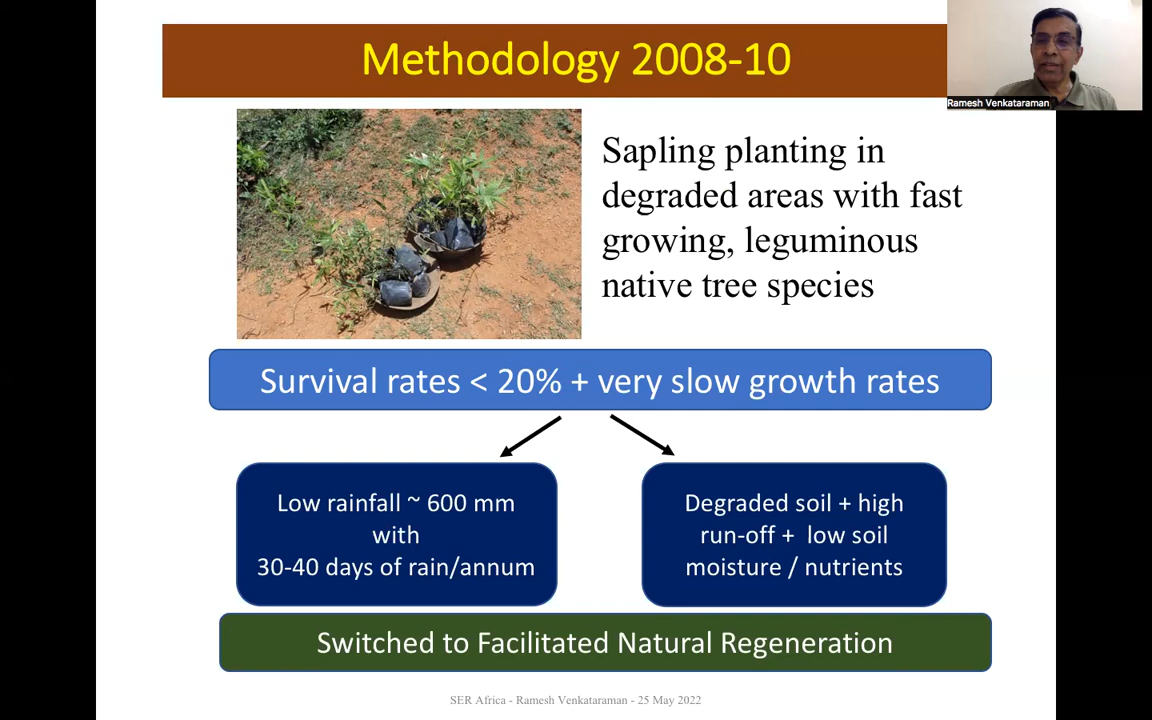 Methodology 2008-10
Ramesh Venkataraman
Sapling planting in
degraded areas with fast
growing, leguminous
native tree species
Survival rates < 20% + very slow growth rates
Low rainfall ~ 600 mm
with
30-40 days of rain/annum
Degraded soil + high
run-off + low soil
moisture / nutrients
Switched to Facilitated Natural Regeneration
SER Africa - Ramesh Venkataraman - 25 May 2022